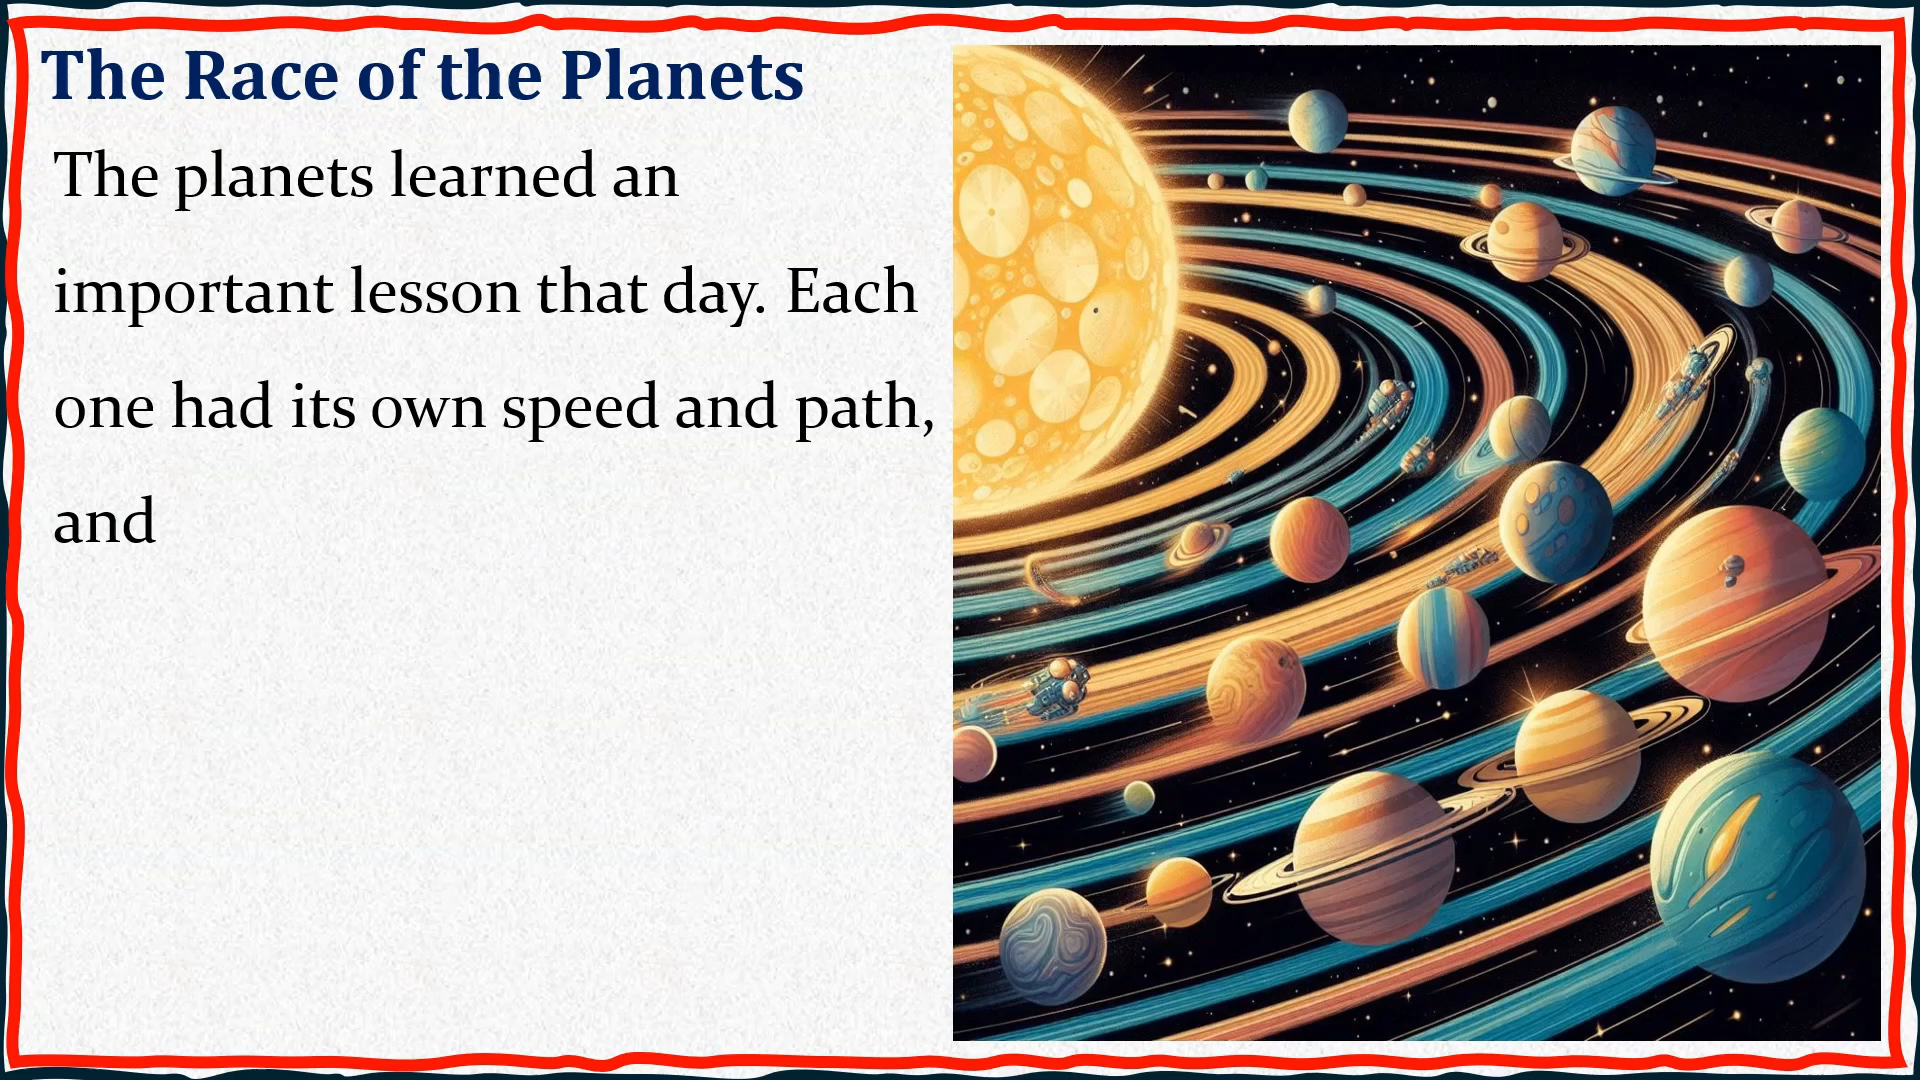 The Race of the Planets
The planets learned an
important lesson that day. Each
one had its own speed and path,
and